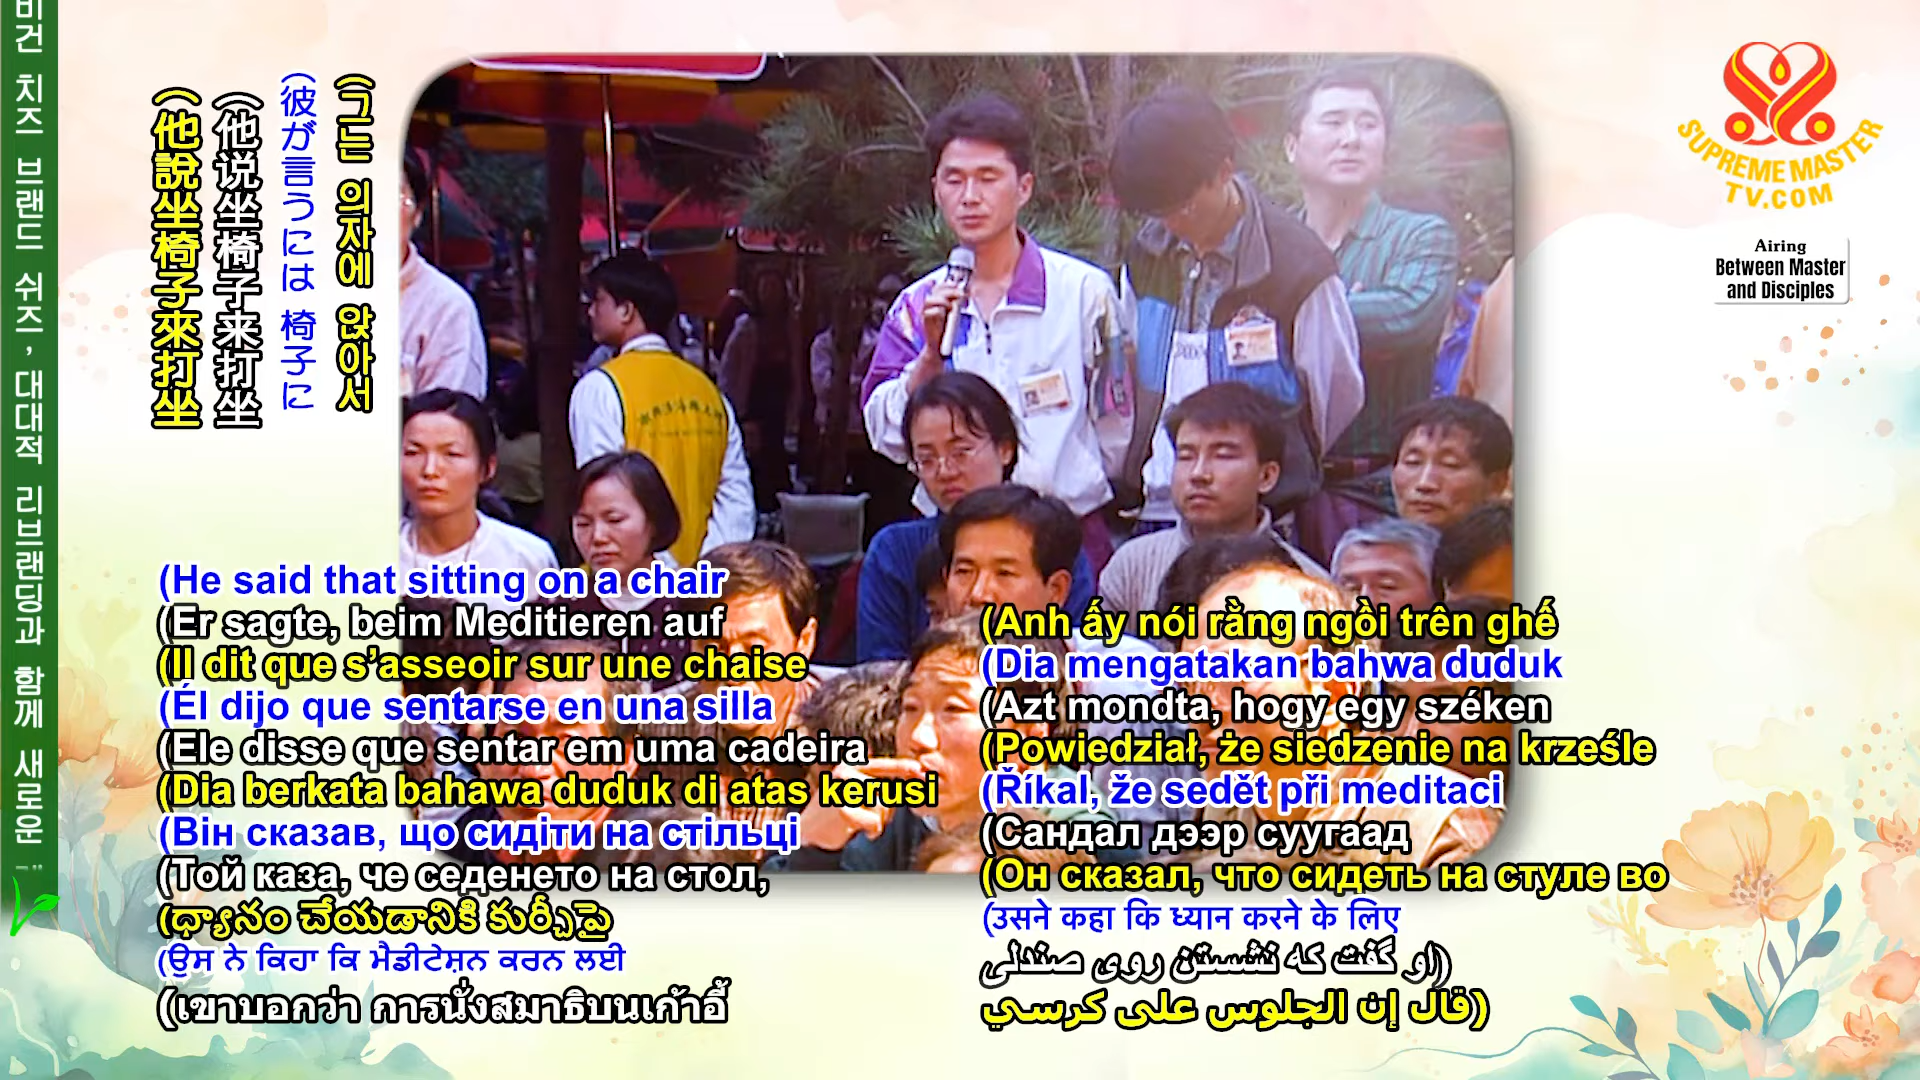 비건 치즈 브랜드 쉬즈, 대대적 리브랜딩과 함께 새로운
(他說坐椅子來打坐
(他说坐椅子来打坐
(彼が言うには 椅子に
(그는 의자에 앉아서
SUPREME MASTER
TV.COM
Airing
Between Master
and Disciples
(He said that sitting on a chair
(Er sagte, beim Meditieren auf
(Il dit que s’asseoir sur une chaise
(Él dijo que sentarse en una silla
(Ele disse que sentar em uma cadeira
(Dia berkata bahawa duduk di atas kerusi
(Він сказав, що сидіти на стільці
(Той каза, че седенето на стол,
(ధ్యానం చేయడానికి కుర్చీపై
(ਉਸ ਨੇ ਕਿਹਾ ਕਿ ਮੈਡੀਟੇਸ਼ਨ ਕਰਨ ਲਈ
(เขาบอกว่า การนั่งสมาธิบนเก้าอี้
(Anh ấy nói rằng ngồi trên ghế
(Dia mengatakan bahwa duduk
(Azt mondta, hogy egy széken
(Powiedział, że siedzenie na krześle
(Říkal, že sedět při meditaci
(Сандал дээр суугаад
(Он сказал, что сидеть на стуле во
(उसने कहा कि ध्यान करने के लिए
(او گفت که نشستن روی صندلی
(قال إن الجلوس على كرسي